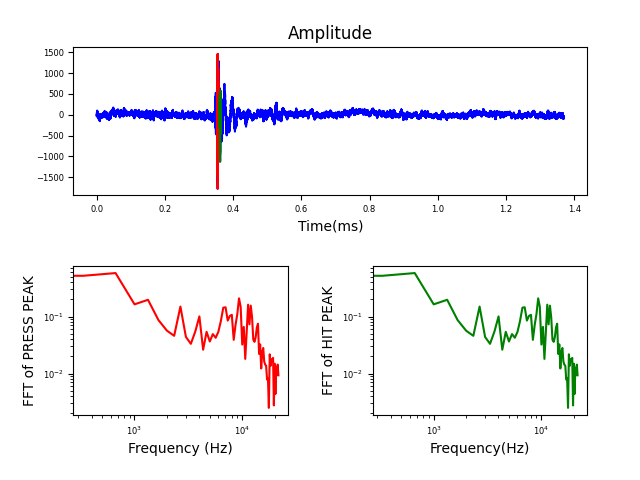 Amplitude
1500
1000
500
0
−500
−1000
−1500
0.0 0.2 0.4 0.6 0.8 1.0 1.2 1.4
Time(ms)
FFT of PRESS PEAK
10⁻¹
10⁻²
10³ 10⁴
Frequency (Hz)
FFT of HIT PEAK
10⁻¹
10⁻²
10³ 10⁴
Frequency(Hz)